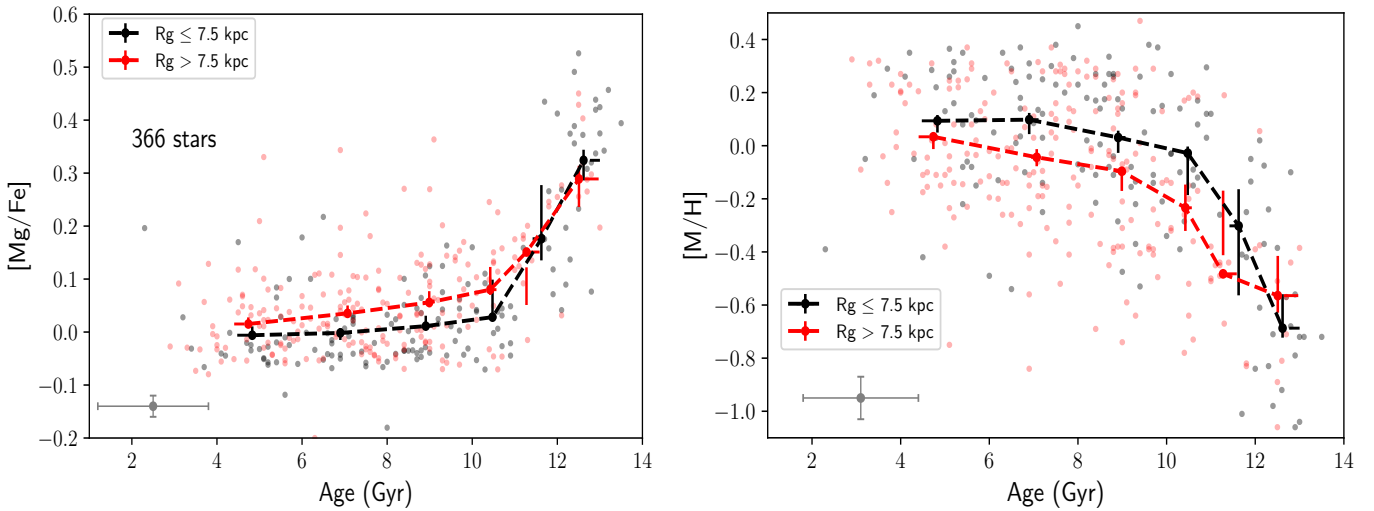 0.6
0.5
0.4
0.3
0.2
0.1
0.0
−0.1
−0.2
[Mg/Fe]
Rg ≤ 7.5 kpc
Rg > 7.5 kpc
366 stars
2 4 6 8 10 12 14
Age (Gyr)
0.4
0.2
0.0
−0.2
−0.4
−0.6
−0.8
−1.0
[M/H]
Rg ≤ 7.5 kpc
Rg > 7.5 kpc
2 4 6 8 10 12 14
Age (Gyr)